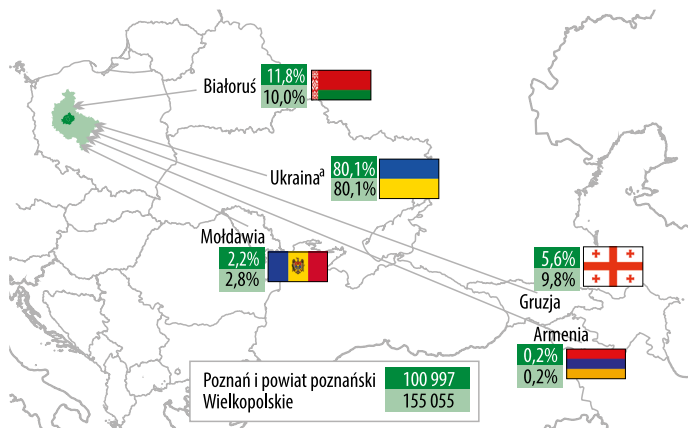 Białoruś
11,8%
10,0%
Ukrainaª
80,1%
80,1%
Mołdawia
2,2%
2,8%
5,6%
9,8%
Gruzja
Armenia
0,2%
0,2%
Poznań i powiat poznański 100 997
Wielkopolskie 155 055